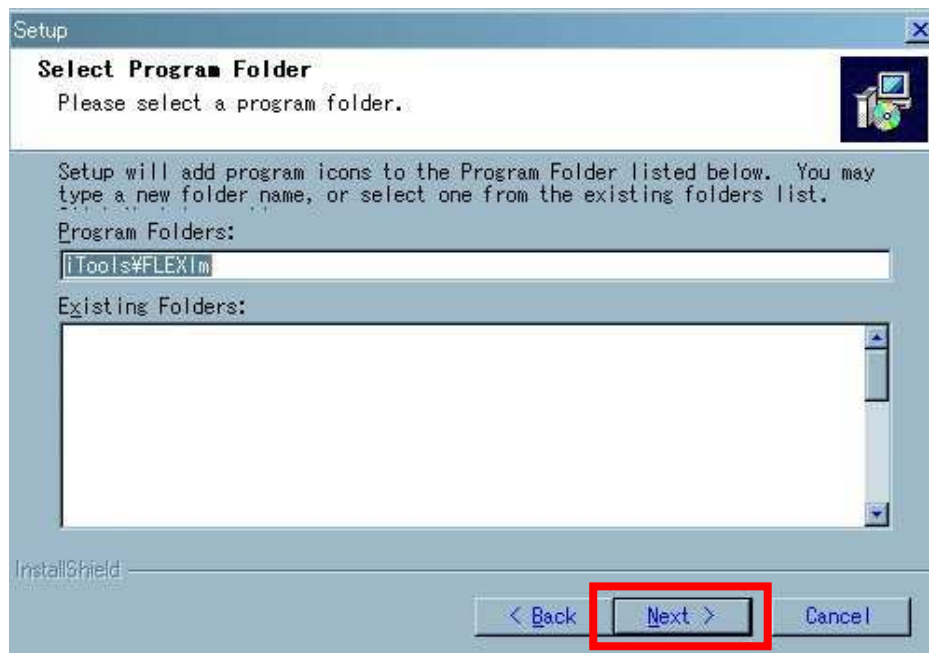 Setup
Select Program Folder
Please select a program folder.
Setup will add program icons to the Program Folder listed below. You may
type a new folder name, or select one from the existing folders list.
Program Folders:
iTools¥FLEXlm
Existing Folders:
InstallShield
< Back
Next >
Cancel